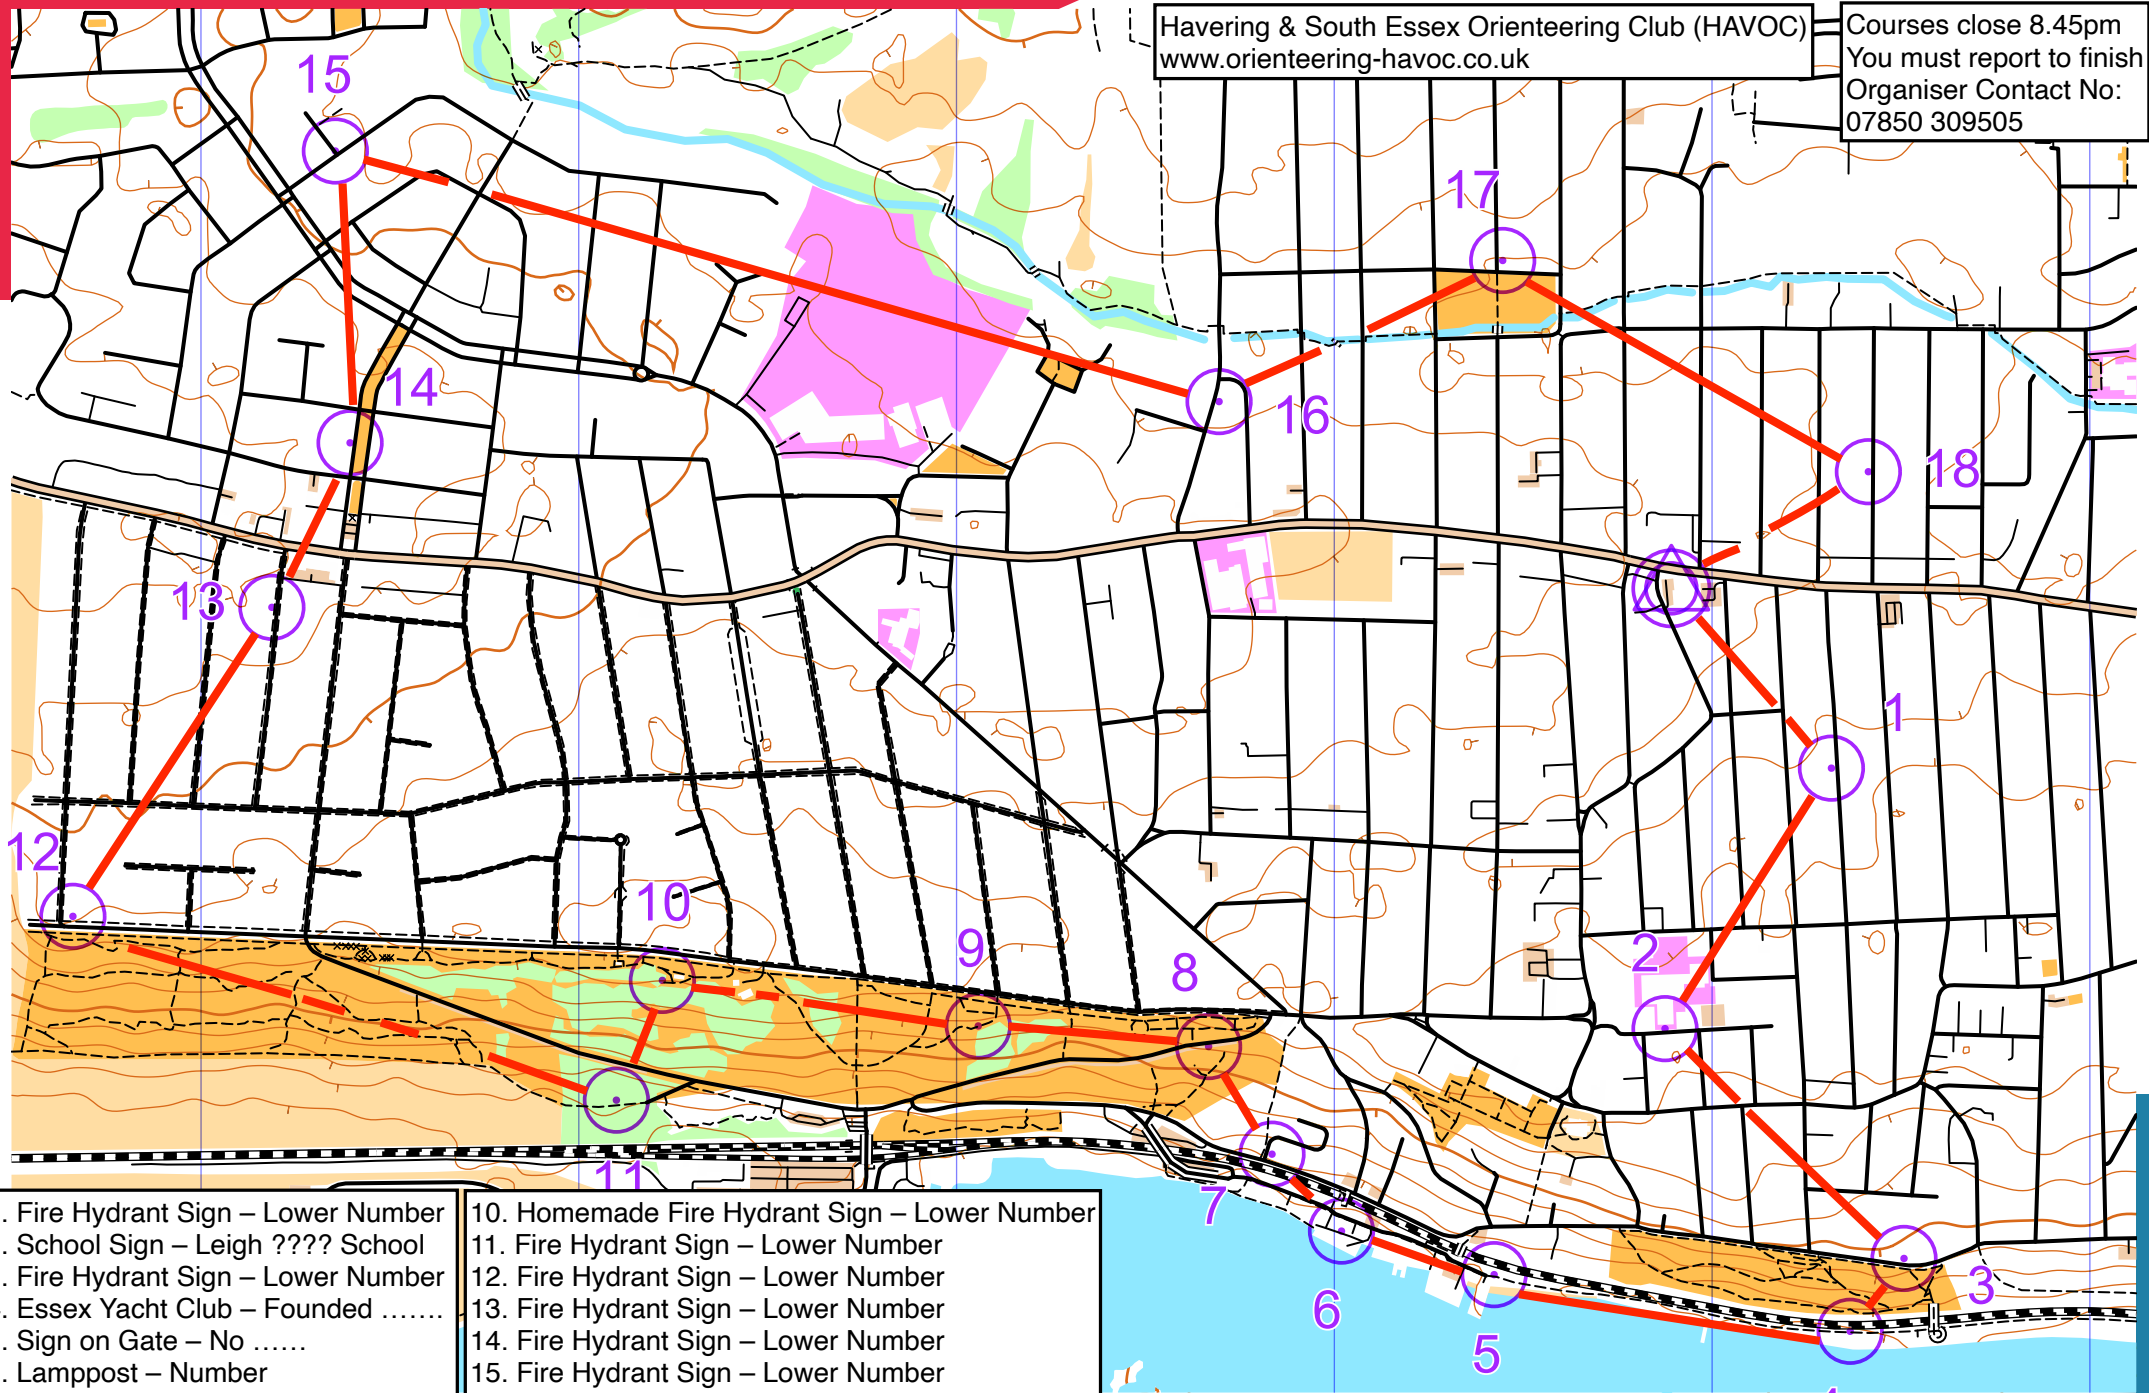 Havering & South Essex Orienteering Club (HAVOC)
www.orienteering-havoc.co.uk
Courses close 8.45pm
You must report to finish
Organiser Contact No:
07850 309505
15
17
14
16
18
13
1
12
10
9
8
2
11
7
6
3
5
. Fire Hydrant Sign – Lower Number
. School Sign – Leigh ???? School
. Fire Hydrant Sign – Lower Number
. Essex Yacht Club – Founded .......
. Sign on Gate – No ......
. Lamppost – Number
10. Homemade Fire Hydrant Sign – Lower Number
11. Fire Hydrant Sign – Lower Number
12. Fire Hydrant Sign – Lower Number
13. Fire Hydrant Sign – Lower Number
14. Fire Hydrant Sign – Lower Number
15. Fire Hydrant Sign – Lower Number